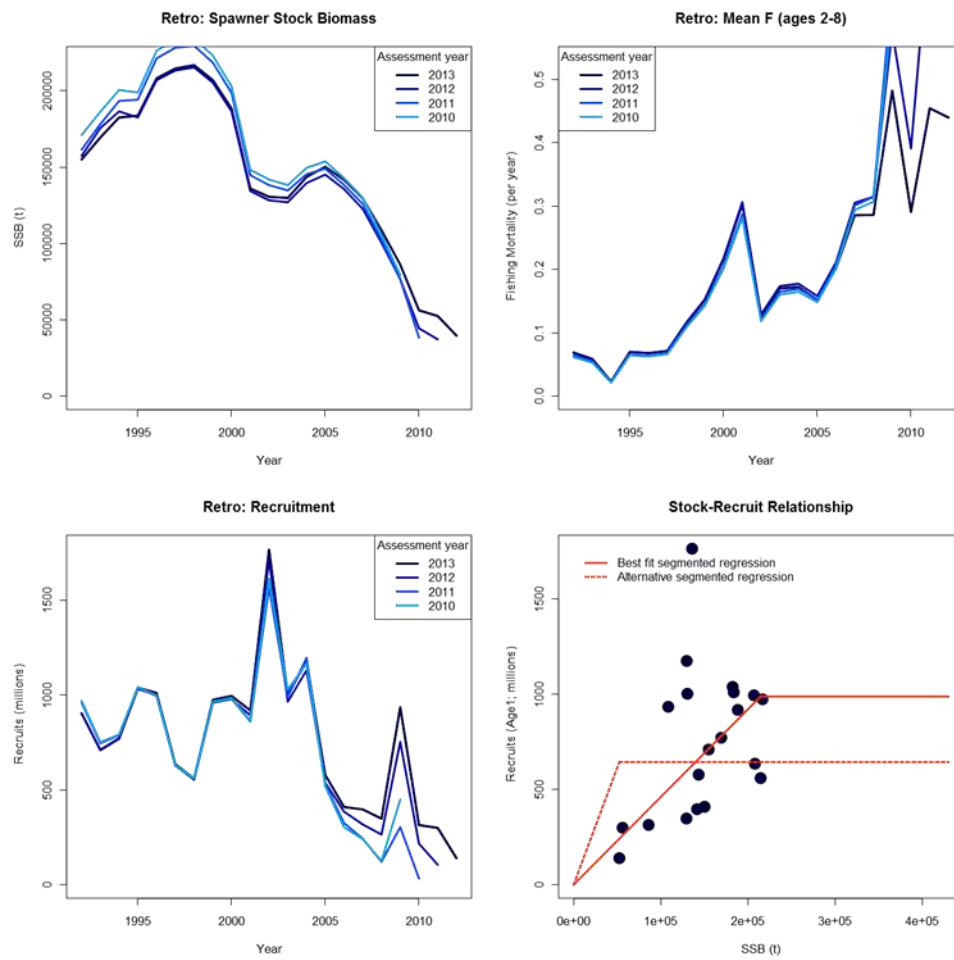 Retro: Spawner Stock Biomass
Assessment year
2013
2012
2011
2010
SSB (t)
0
50000
100000
150000
200000
1995
2000
2005
2010
Year
Retro: Mean F (ages 2-8)
Assessment year
2013
2012
2011
2010
Fishing Mortality (per year)
0.0
0.1
0.2
0.3
0.4
0.5
1995
2000
2005
2010
Year
Retro: Recruitment
Assessment year
2013
2012
2011
2010
Recruits (millions)
0
500
1000
1500
1995
2000
2005
2010
Year
Stock-Recruit Relationship
Best fit segmented regression
Alternative segmented regression
Recruits (Age1; millions)
0
500
1000
1500
0e+00
1e+05
2e+05
3e+05
4e+05
SSB (t)